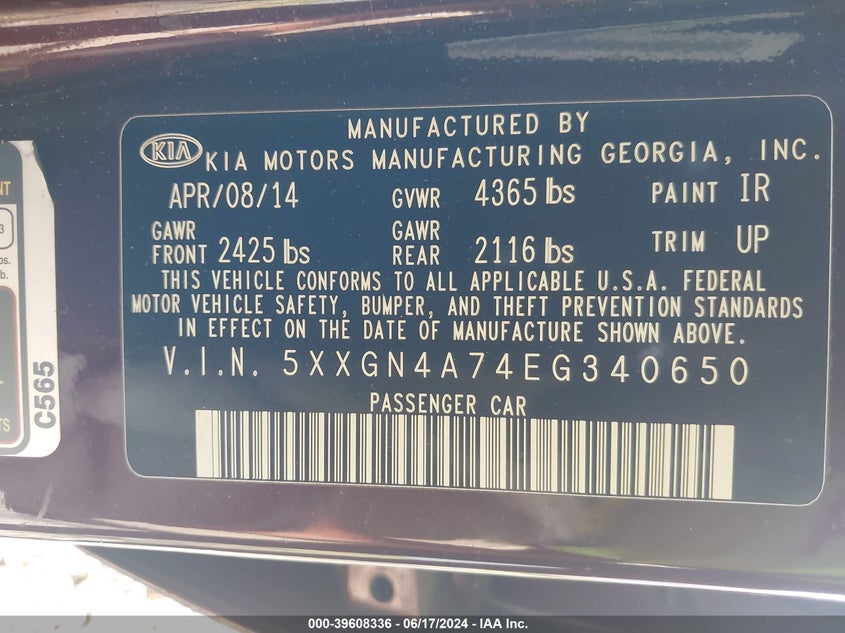 MANUFACTURED BY
KIA KIA MOTORS MANUFACTURING GEORGIA, INC.
APR/08/14 GVWR 4365 lbs PAINT IR
GAWR FRONT 2425 lbs GAWR REAR 2116 lbs TRIM UP
THIS VEHICLE CONFORMS TO ALL APPLICABLE U.S.A. FEDERAL
MOTOR VEHICLE SAFETY, BUMPER, AND THEFT PREVENTION STANDARDS
IN EFFECT ON THE DATE OF MANUFACTURE SHOWN ABOVE.
V.I.N. 5XXGN4A74EG340650
PASSENGER CAR
C565
000-39608336 - 06/17/2024 - IAA Inc.